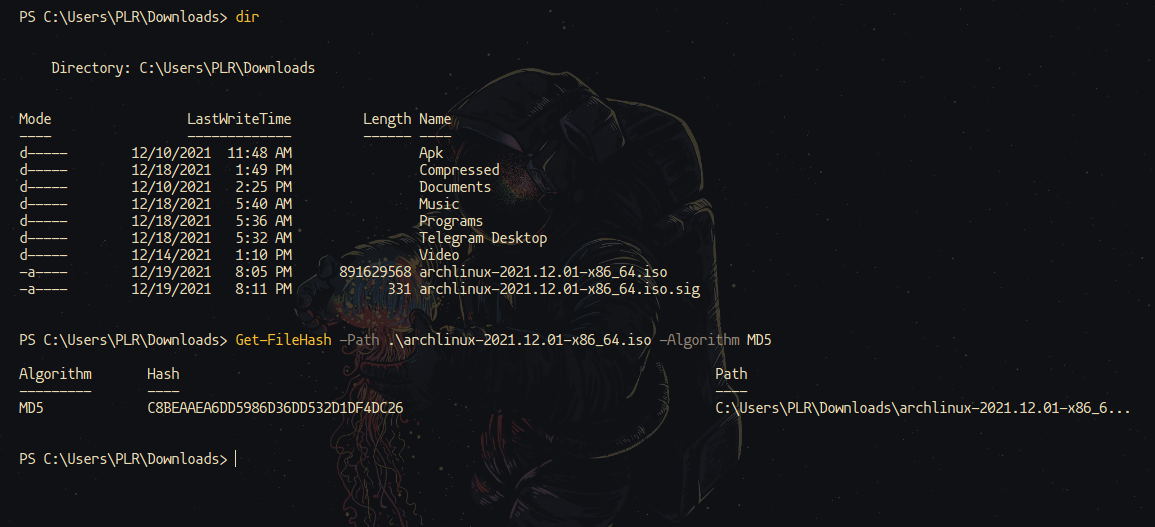 PS C:\Users\PLR\Downloads> dir
Directory: C:\Users\PLR\Downloads
Mode LastWriteTime Length Name
---- ------------- ------ ----
d----- 12/10/2021 11:48 AM Apk
d----- 12/18/2021 1:49 PM Compressed
d----- 12/10/2021 2:25 PM Documents
d----- 12/18/2021 5:40 AM Music
d----- 12/18/2021 5:36 AM Programs
d----- 12/18/2021 5:32 AM Telegram Desktop
d----- 12/14/2021 1:10 PM Video
-a---- 12/19/2021 8:05 PM 891629568 archlinux-2021.12.01-x86_64.iso
-a---- 12/19/2021 8:11 PM 331 archlinux-2021.12.01-x86_64.iso.sig
PS C:\Users\PLR\Downloads> Get-FileHash -Path .\archlinux-2021.12.01-x86_64.iso -Algorithm MD5
Algorithm Hash Path
--------- ---- ----
MD5 C8BEAAEA6DD5986D36DD532D1DF4DC26 C:\Users\PLR\Downloads\archlinux-2021.12.01-x86_6...
PS C:\Users\PLR\Downloads>